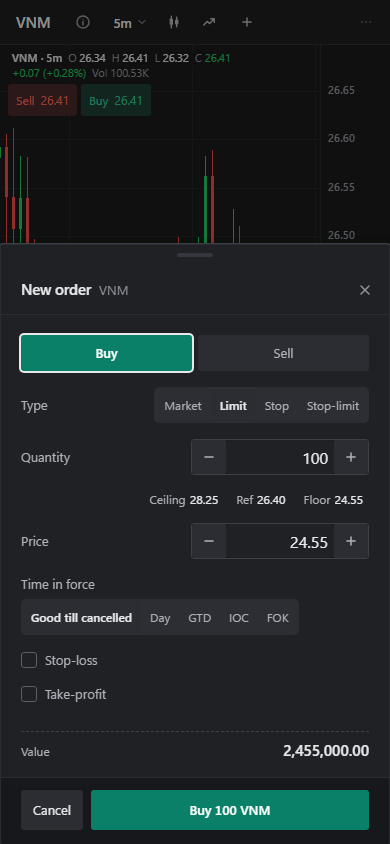 VNM 5m
VNM · 5m O 26.34 H 26.41 L 26.32 C 26.41
+0.07 (+0.28%) Vol 100.53K
Sell 26.41 Buy 26.41
26.65
26.60
26.55
26.50
New order VNM
Buy Sell
Type Market Limit Stop Stop-limit
Quantity 100
Ceiling 28.25 Ref 26.40 Floor 24.55
Price 24.55
Time in force
Good till cancelled Day GTD IOC FOK
Stop-loss
Take-profit
Value 2,455,000.00
Cancel Buy 100 VNM